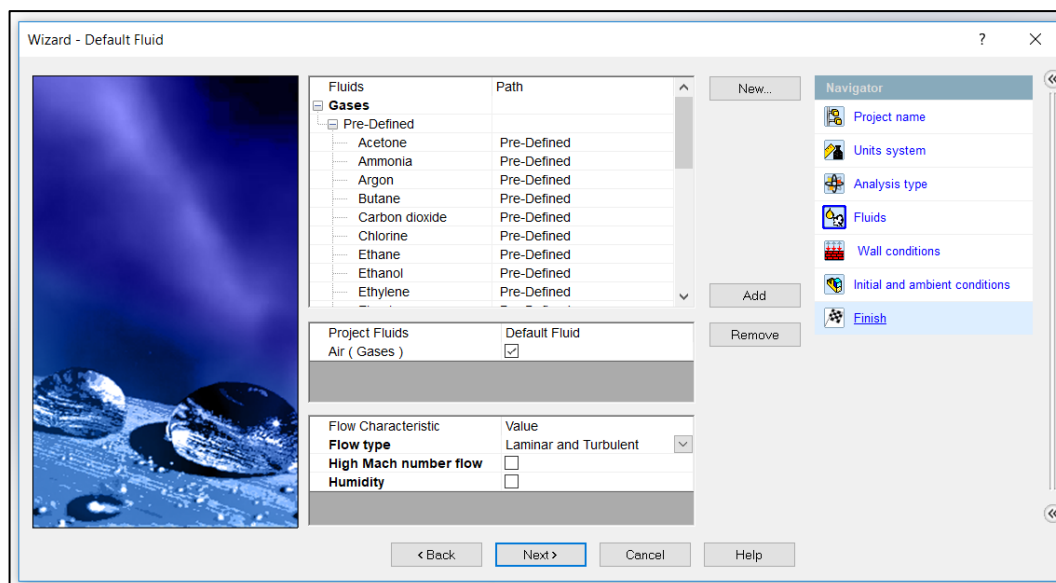 Wizard - Default Fluid ?
Fluids Path
Gases
Pre-Defined
Acetone Pre-Defined
Ammonia Pre-Defined
Argon Pre-Defined
Butane Pre-Defined
Carbon dioxide Pre-Defined
Chlorine Pre-Defined
Ethane Pre-Defined
Ethanol Pre-Defined
Ethylene Pre-Defined
Project Fluids Default Fluid
Air ( Gases )
Flow Characteristic Value
Flow type Laminar and Turbulent
High Mach number flow
Humidity
New...
Add
Remove
Navigator
Project name
Units system
Analysis type
Fluids
Wall conditions
Initial and ambient conditions
Finish
< Back Next > Cancel Help